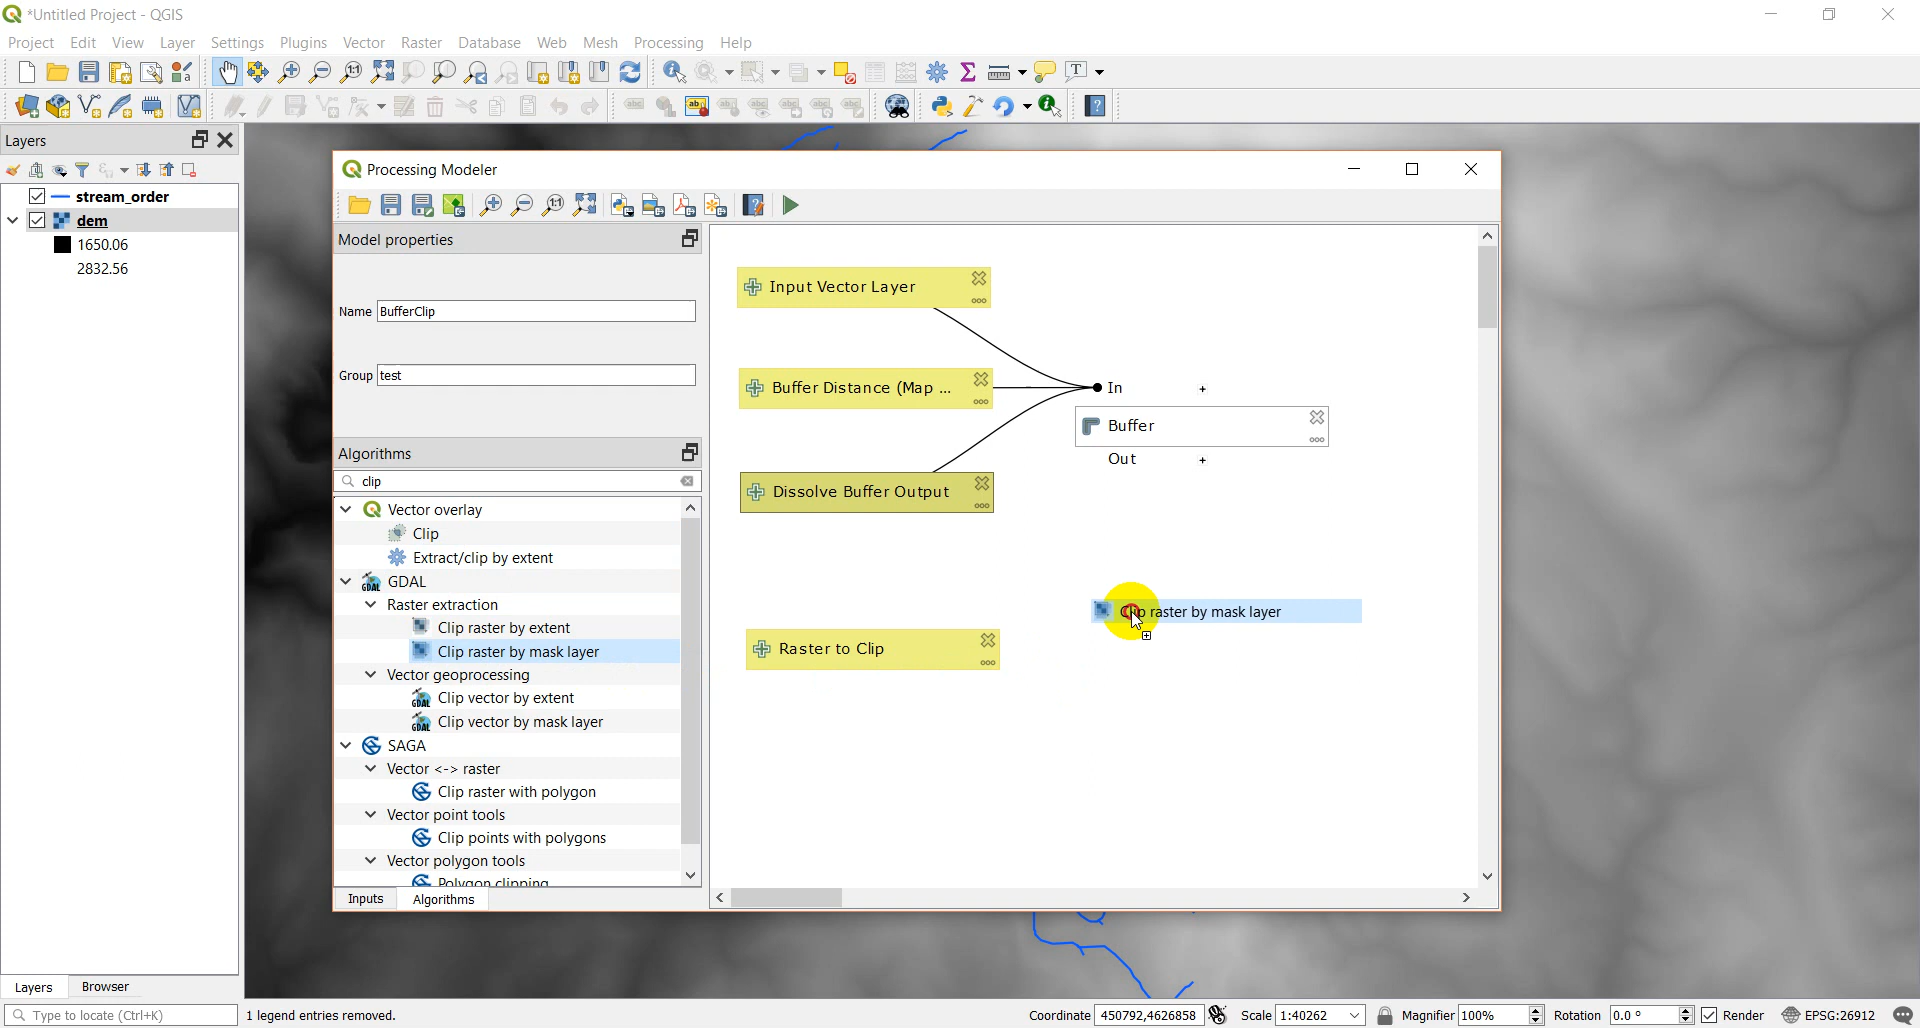 *Untitled Project - QGIS
Project Edit View Layer Settings Plugins Vector Raster Database Web Mesh Processing Help
Layers
stream_order
dem
1650.06
2832.56
Processing Modeler
Model properties
Name BufferClip
Group test
Algorithms
clip
Vector overlay
Clip
Extract/clip by extent
GDAL
Raster extraction
Clip raster by extent
Clip raster by mask layer
Vector geoprocessing
Clip vector by extent
Clip vector by mask layer
SAGA
Vector <-> raster
Clip raster with polygon
Vector point tools
Clip points with polygons
Vector polygon tools
Polygon clipping
Inputs Algorithms
Input Vector Layer
Buffer Distance (Map ...
Dissolve Buffer Output
Raster to Clip
In +
Buffer
Out +
Clip raster by mask layer
Layers Browser
Type to locate (Ctrl+K)
1 legend entries removed.
Coordinate 450792,4626858 Scale 1:40262 Magnifier 100% Rotation 0.0 ° Render EPSG:26912